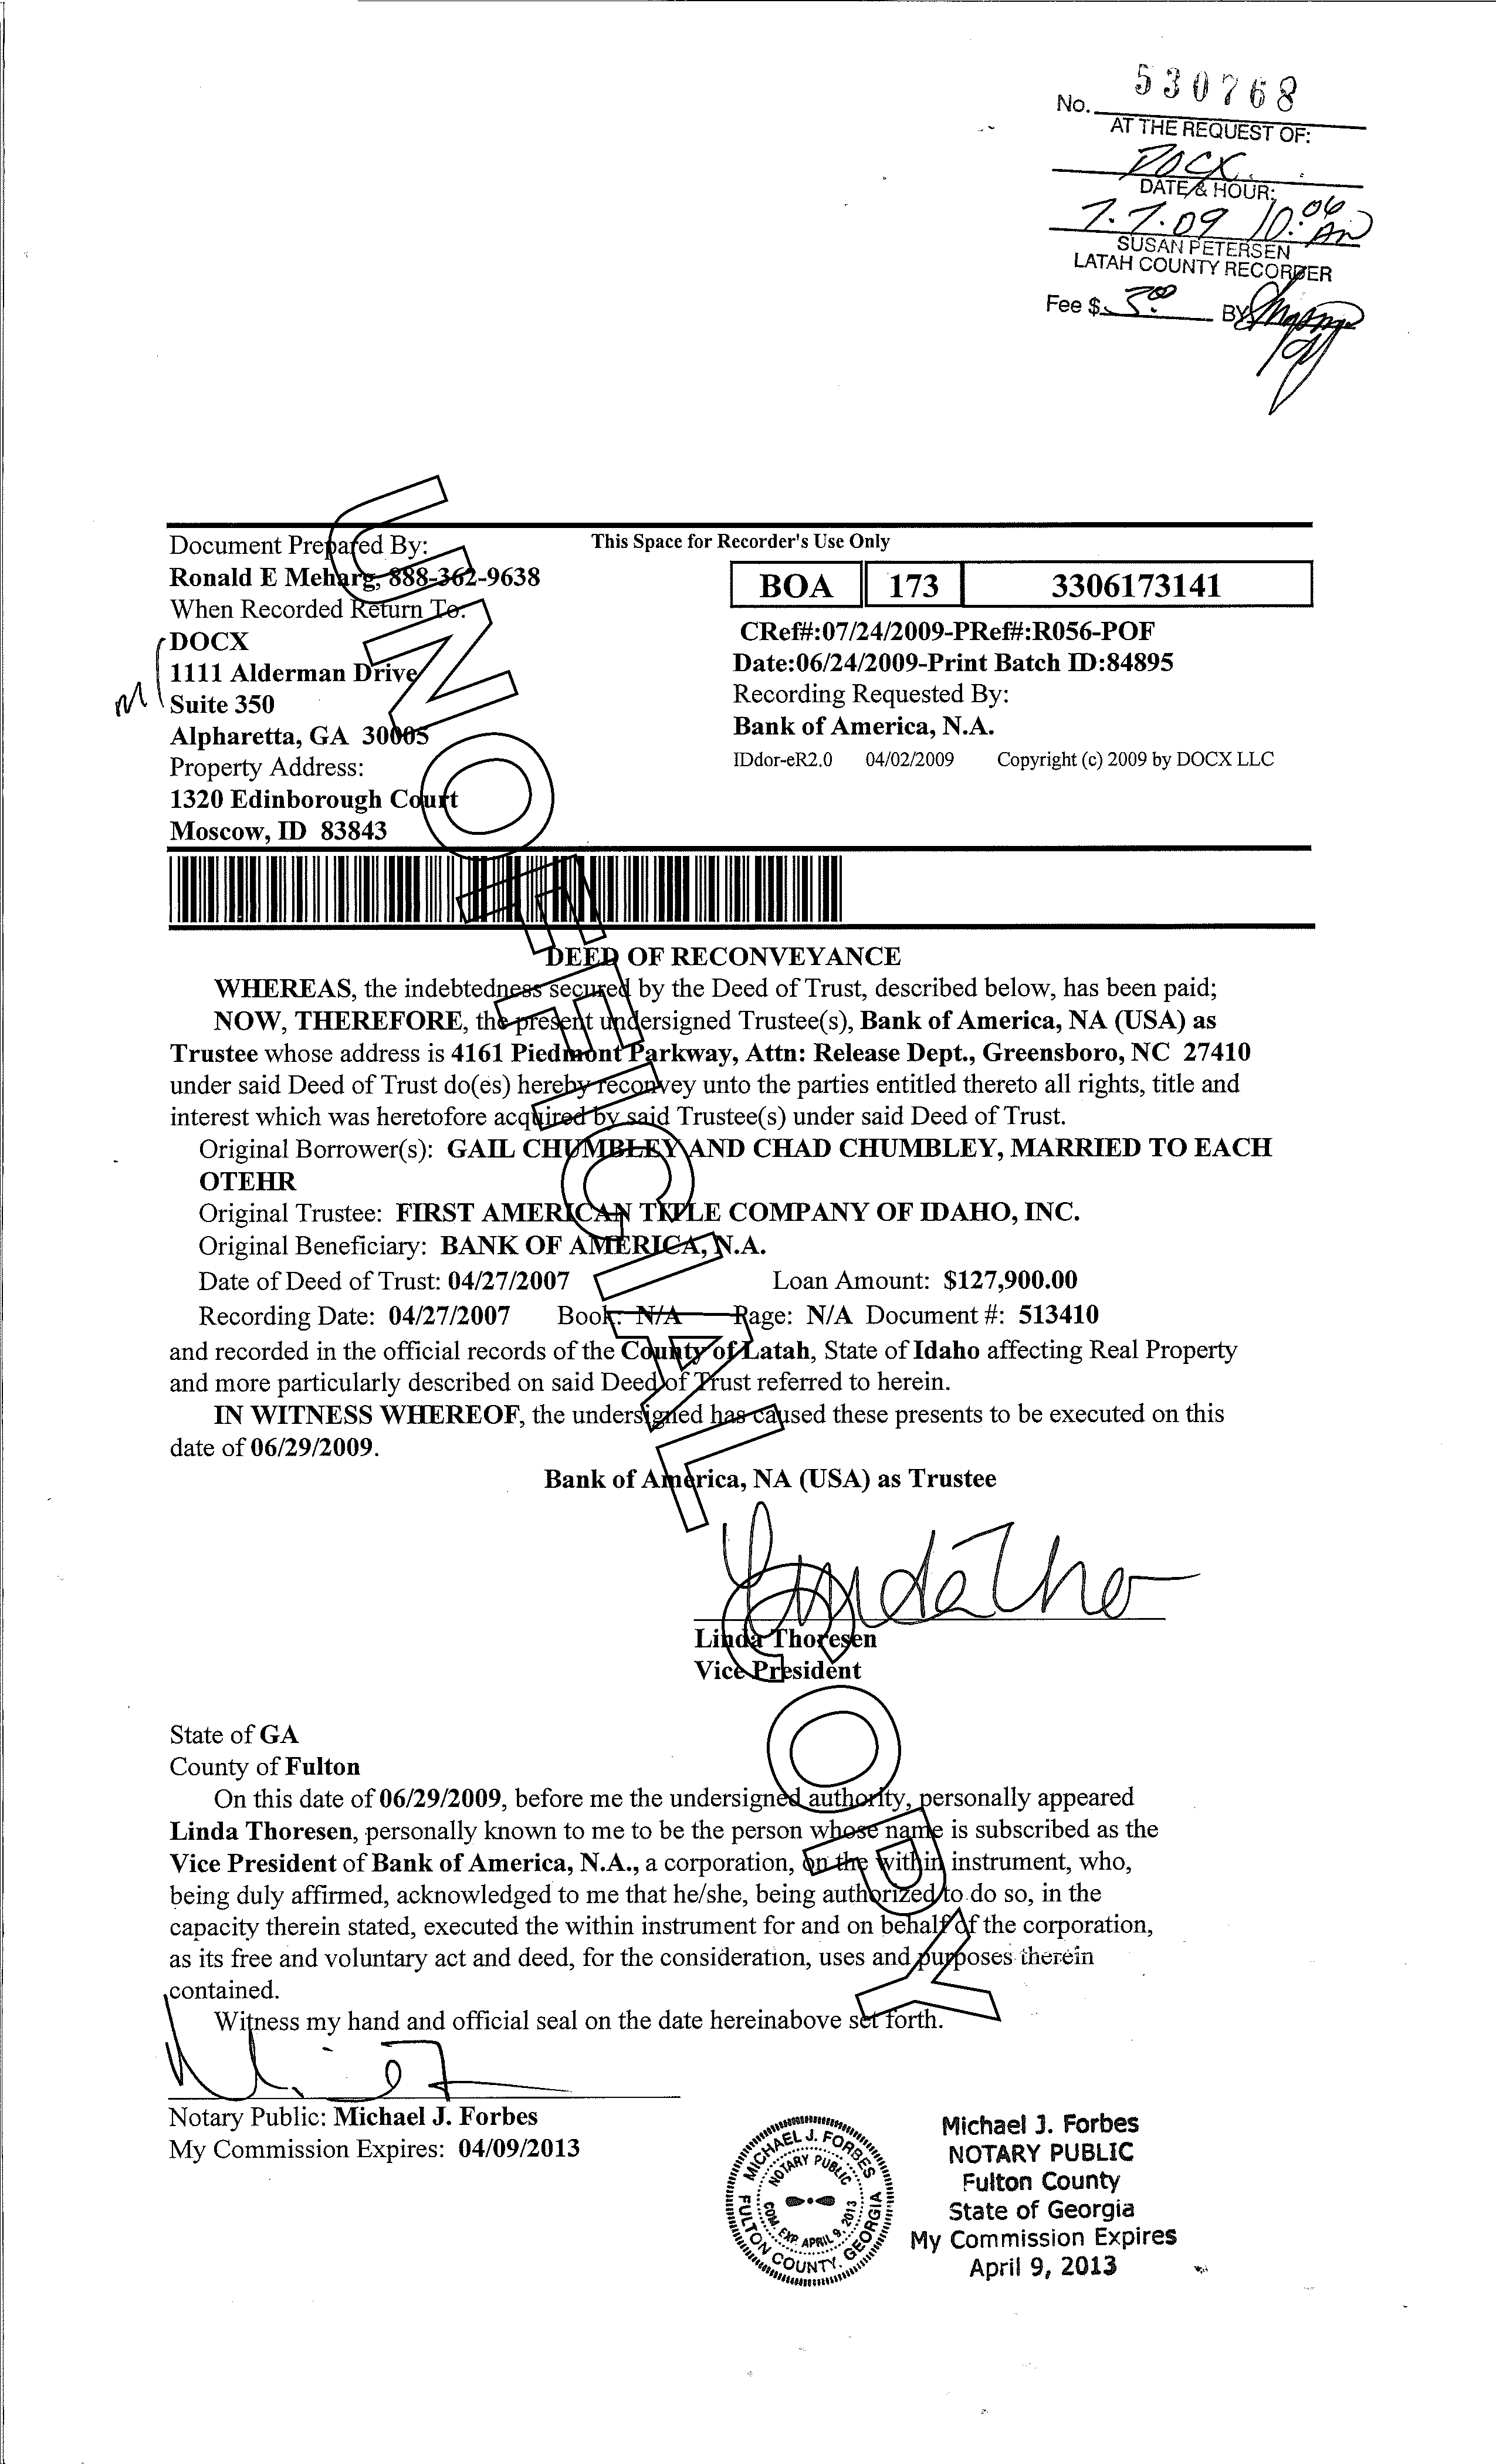 No. 530768
AT THE REQUEST OF:
DOCX
DATE & HOUR:
7.7.09 10:06 AM
SUSAN PETERSEN
LATAH COUNTY RECORDER
Fee $ 3.00 BY
Document Prepared By:
Ronald E Meharg, 888-362-9638
When Recorded Return To:
DOCX
1111 Alderman Drive
Suite 350
Alpharetta, GA 30005
Property Address:
1320 Edinborough Court
Moscow, ID 83843
M
This Space for Recorder's Use Only
BOA 173 3306173141
CRef#:07/24/2009-PRef#:R056-POF
Date:06/24/2009-Print Batch ID:84895
Recording Requested By:
Bank of America, N.A.
IDdor-eR2.0 04/02/2009 Copyright (c) 2009 by DOCX LLC
UNOFFICIAL COPY
DEED OF RECONVEYANCE
WHEREAS, the indebtedness secured by the Deed of Trust, described below, has been paid;
NOW, THEREFORE, the present undersigned Trustee(s), Bank of America, NA (USA) as
Trustee whose address is 4161 Piedmont Parkway, Attn: Release Dept., Greensboro, NC 27410
under said Deed of Trust do(es) hereby reconvey unto the parties entitled thereto all rights, title and
interest which was heretofore acquired by said Trustee(s) under said Deed of Trust.
Original Borrower(s): GAIL CHUMBLEY AND CHAD CHUMBLEY, MARRIED TO EACH
OTEHR
Original Trustee: FIRST AMERICAN TITLE COMPANY OF IDAHO, INC.
Original Beneficiary: BANK OF AMERICA, N.A.
Date of Deed of Trust: 04/27/2007 Loan Amount: $127,900.00
Recording Date: 04/27/2007 Book: N/A Page: N/A Document #: 513410
and recorded in the official records of the County of Latah, State of Idaho affecting Real Property
and more particularly described on said Deed of Trust referred to herein.
IN WITNESS WHEREOF, the undersigned has caused these presents to be executed on this
date of 06/29/2009.
Bank of America, NA (USA) as Trustee
Linda Tho
Linda Thoresen
Vice President
State of GA
County of Fulton
On this date of 06/29/2009, before me the undersigned authority, personally appeared
Linda Thoresen, personally known to me to be the person whose name is subscribed as the
Vice President of Bank of America, N.A., a corporation, on the within instrument, who,
being duly affirmed, acknowledged to me that he/she, being authorized to do so, in the
capacity therein stated, executed the within instrument for and on behalf of the corporation,
as its free and voluntary act and deed, for the consideration, uses and purposes therein
contained.
Witness my hand and official seal on the date hereinabove set forth.
Notary Public: Michael J. Forbes
My Commission Expires: 04/09/2013
MICHAEL J. FORBES
NOTARY PUBLIC
COM. EXP. APRIL 9, 2013
FULTON COUNTY, GEORGIA
Michael J. Forbes
NOTARY PUBLIC
Fulton County
State of Georgia
My Commission Expires
April 9, 2013